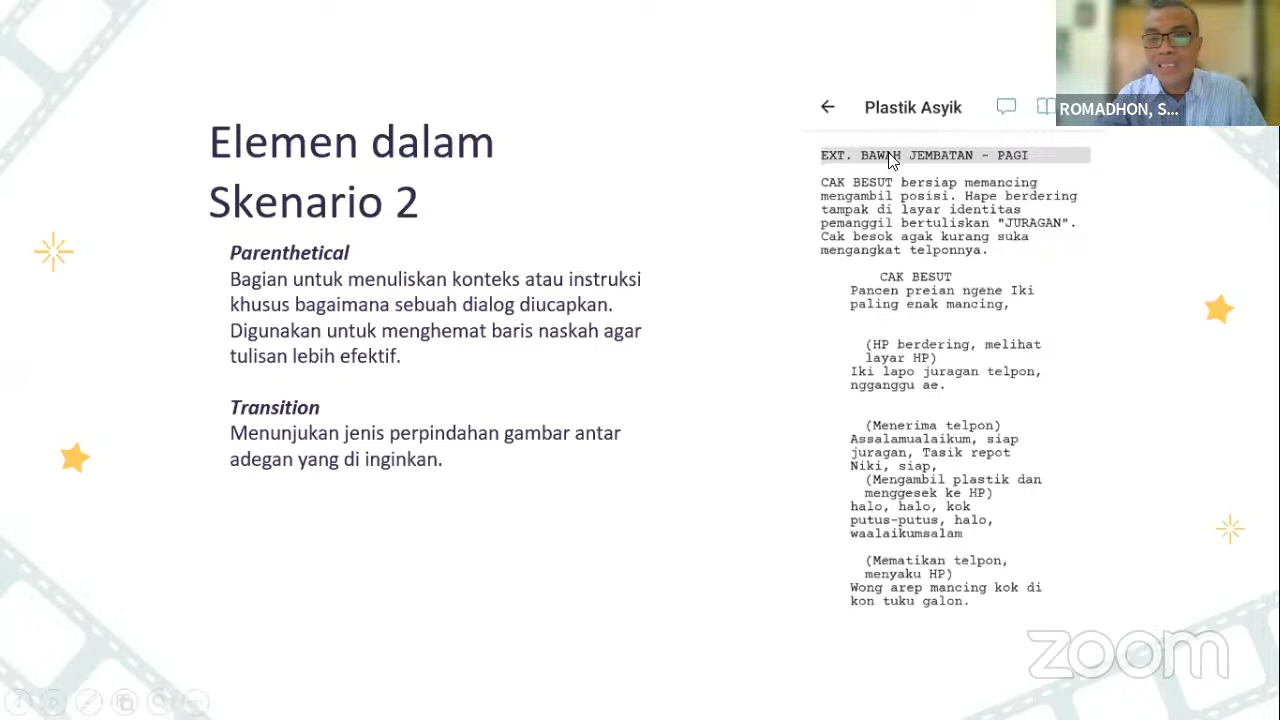 Elemen dalam
Skenario 2
Parenthetical
Bagian untuk menuliskan konteks atau instruksi
khusus bagaimana sebuah dialog diucapkan.
Digunakan untuk menghemat baris naskah agar
tulisan lebih efektif.
Transition
Menunjukan jenis perpindahan gambar antar
adegan yang di inginkan.
Plastik Asyik
EXT. BAWAH JEMBATAN - PAGI
CAK BESUT bersiap memancing
mengambil posisi. Hape berdering
tampak di layar identitas
pemanggil bertuliskan "JURAGAN".
Cak besok agak kurang suka
mengangkat telponnya.
CAK BESUT
Pancen preian ngene Iki
paling enak mancing,
(HP berdering, melihat
layar HP)
Iki lapo juragan telpon,
ngganggu ae.
(Menerima telpon)
Assalamualaikum, siap
juragan, Tasik repot
Niki, siap,
(Mengambil plastik dan
menggesek ke HP)
halo, halo, kok
putus-putus, halo,
waalaikumsalam
(Mematikan telpon,
menyaku HP)
Wong arep mancing kok di
kon tuku galon.
ROMADHON, S...
zoom